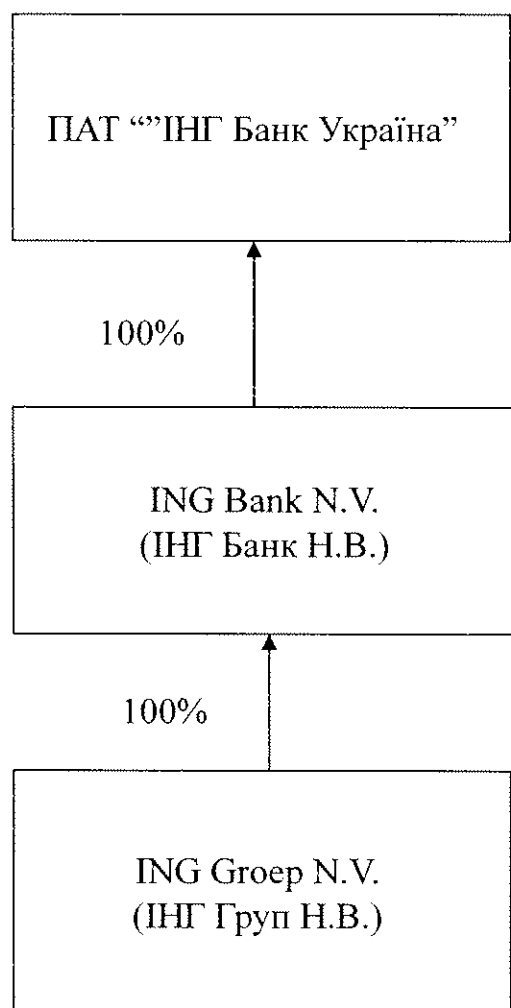 ПАТ “”ІНГ Банк Україна”
100%
ING Bank N.V.
(ІНГ Банк Н.В.)
100%
ING Groep N.V.
(ІНГ Груп Н.В.)